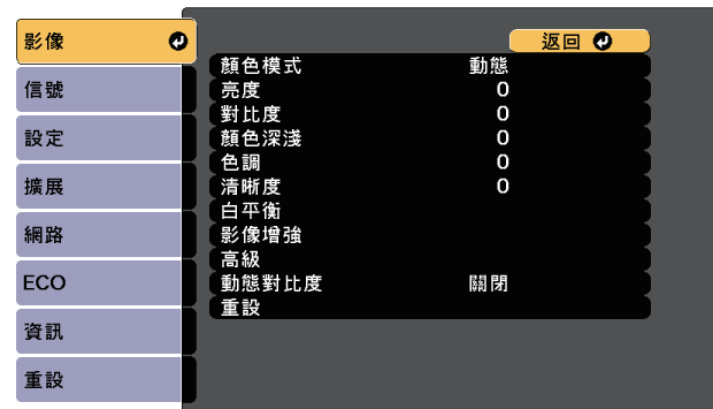 影像
信號
設定
擴展
網路
ECO
資訊
重設
返回
顏色模式 動態
亮度 0
對比度 0
顏色深淺 0
色調 0
清晰度 0
白平衡
影像增強
高級
動態對比度 關閉
重設